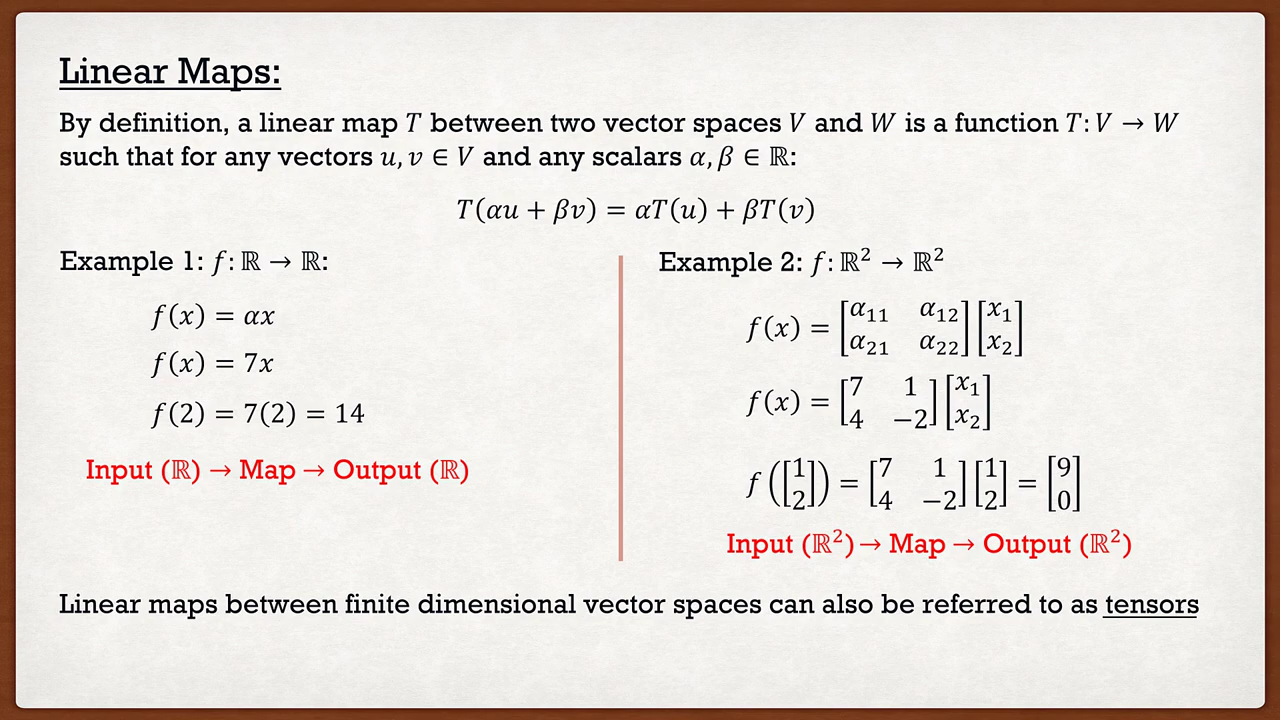 Linear Maps:
By definition, a linear map T between two vector spaces V and W is a function T: V → W
such that for any vectors u, v ∈ V and any scalars α, β ∈ ℝ:
T(αu + βv) = αT(u) + βT(v)
Example 1: f: ℝ → ℝ:
f(x) = αx
f(x) = 7x
f(2) = 7(2) = 14
Input (ℝ) → Map → Output (ℝ)
Example 2: f: ℝ² → ℝ²
f(x) = [α₁₁ α₁₂; α₂₁ α₂₂][x₁; x₂]
f(x) = [7 1; 4 −2][x₁; x₂]
f([1; 2]) = [7 1; 4 −2][1; 2] = [9; 0]
Input (ℝ²) → Map → Output (ℝ²)
Linear maps between finite dimensional vector spaces can also be referred to as tensors